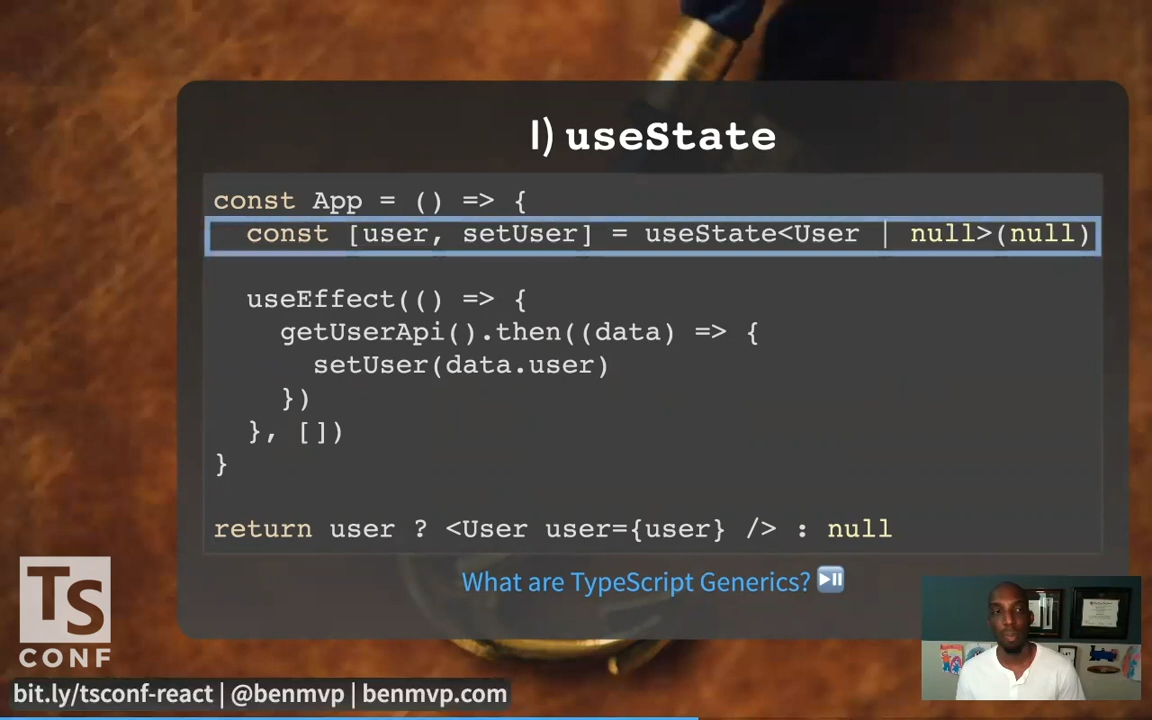 1) useState
const App = () => {
  const [user, setUser] = useState<User | null>(null)
  useEffect(() => {
    getUserApi().then((data) => {
      setUser(data.user)
    })
  }, [])
}
return user ? <User user={user} /> : null
What are TypeScript Generics? ⏯
TS
CONF
bit.ly/tsconf-react | @benmvp | benmvp.com